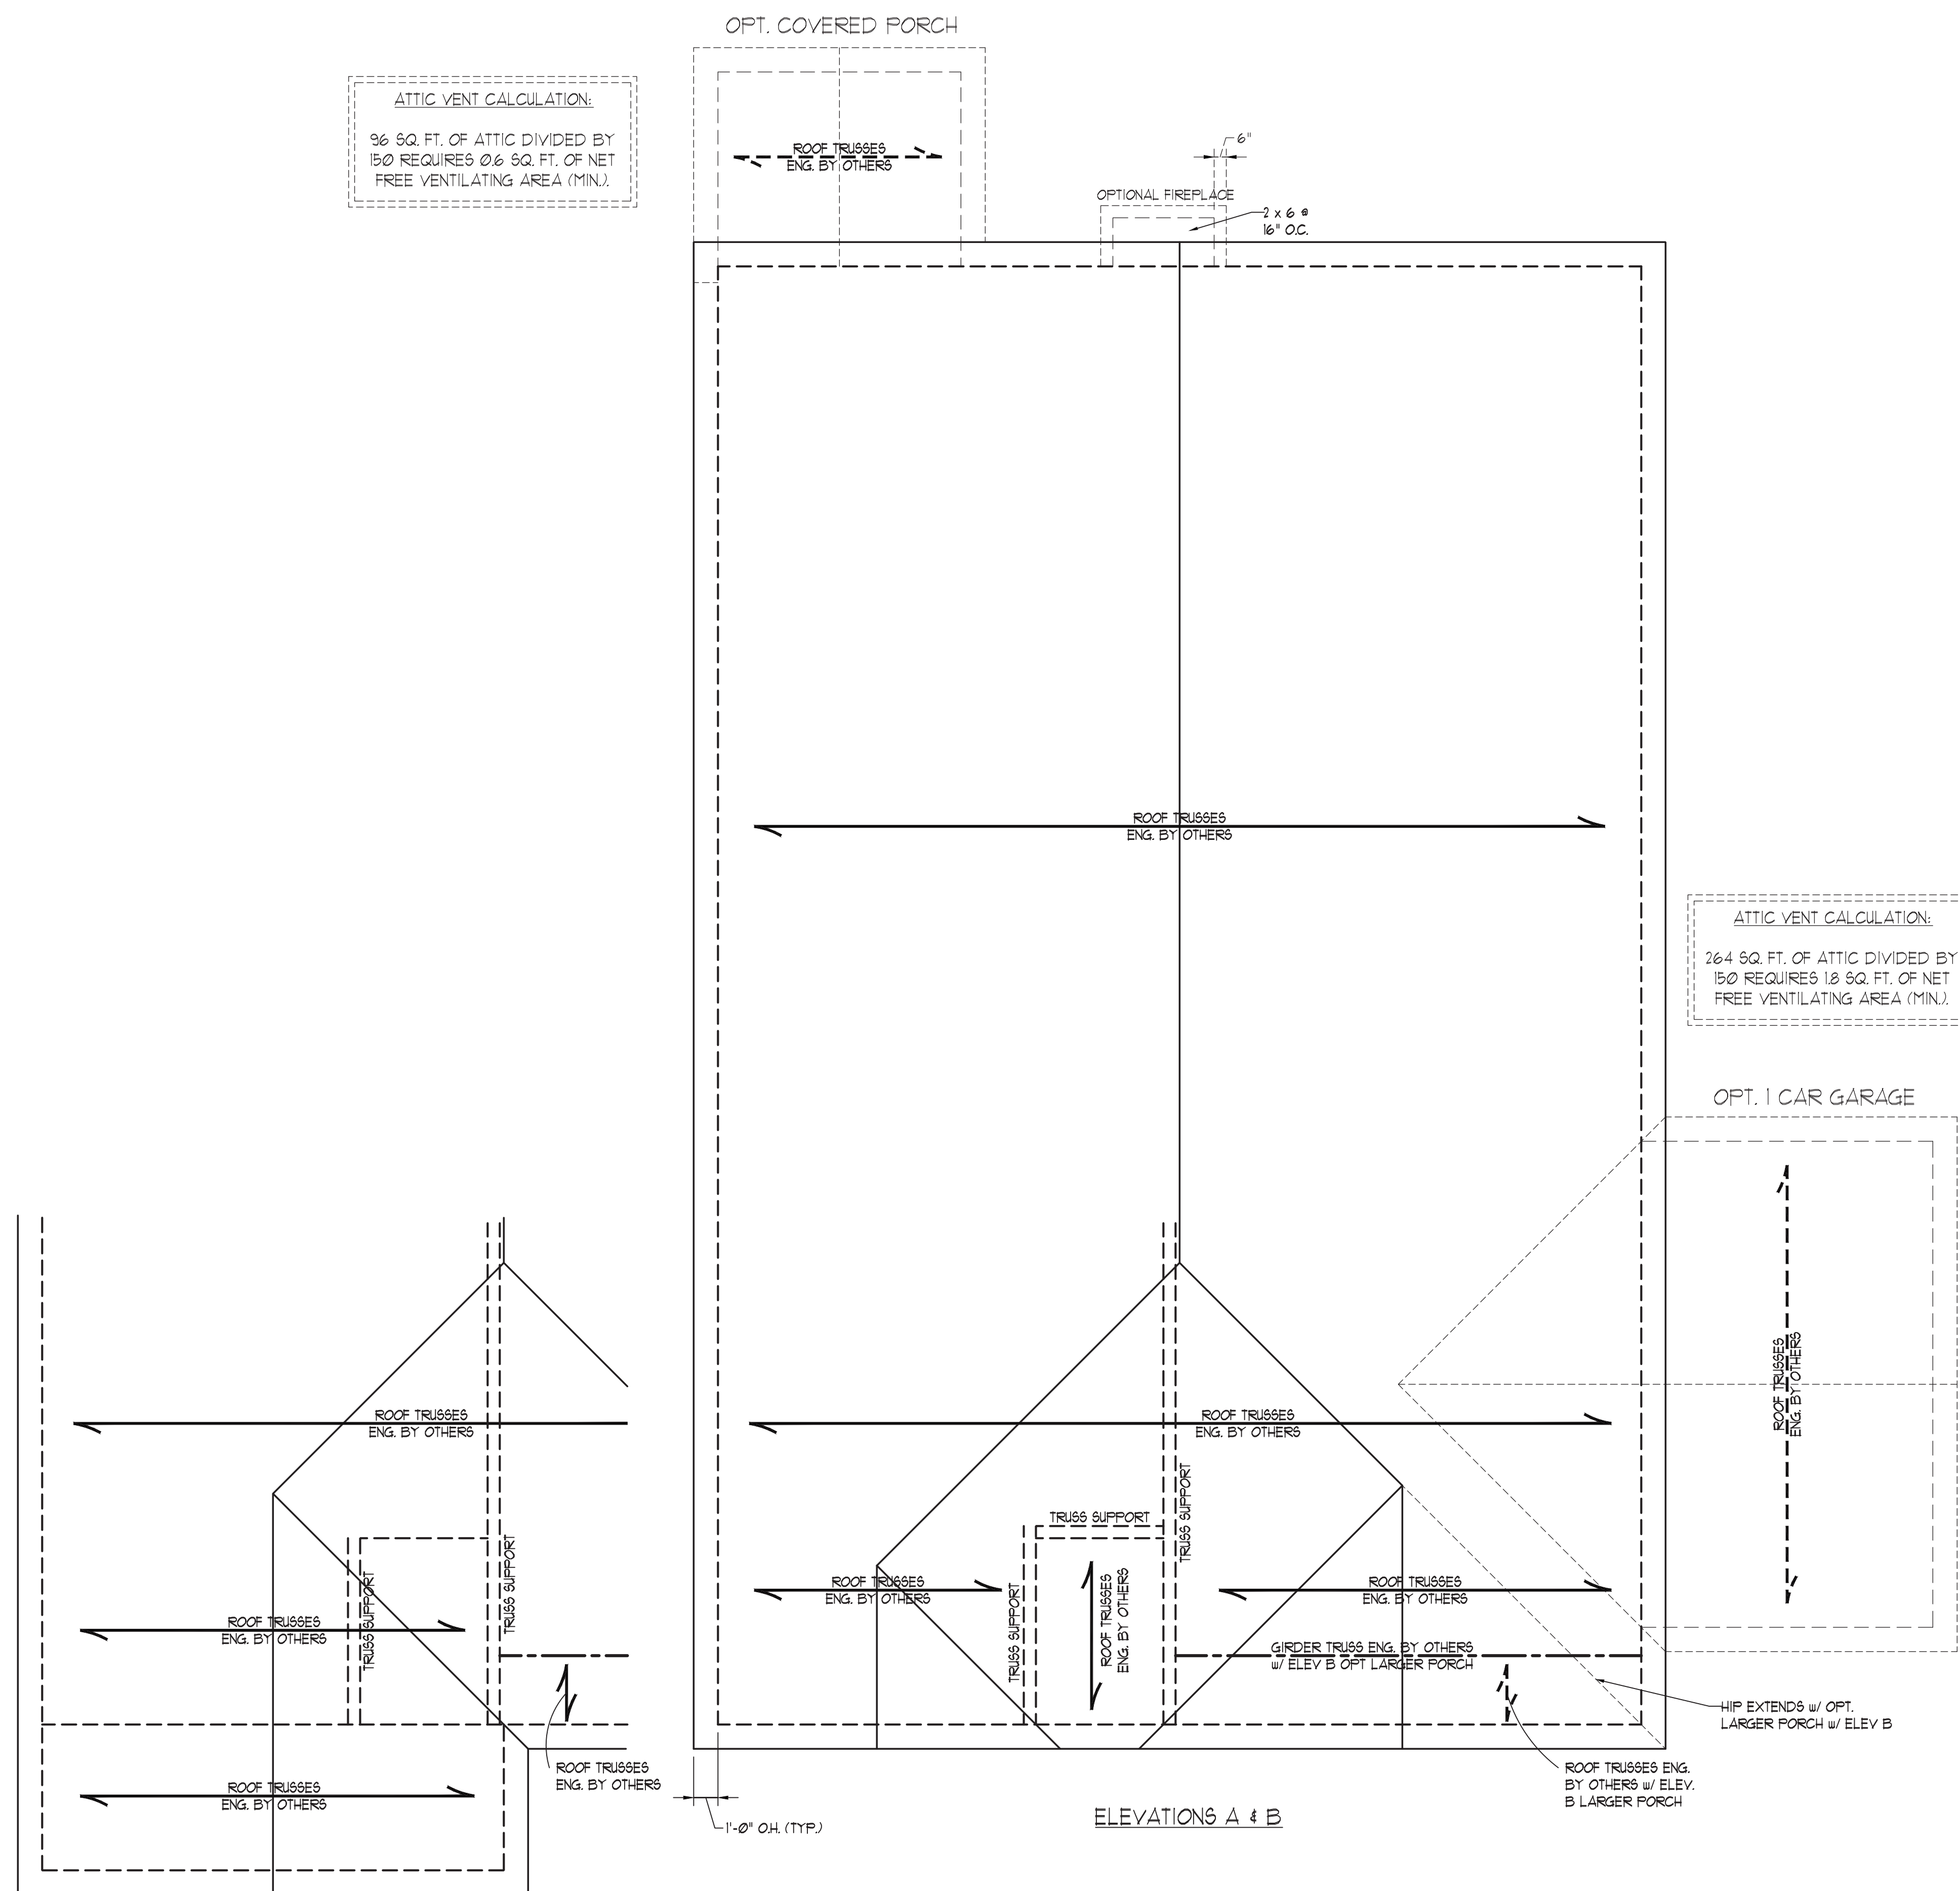 OPT. COVERED PORCH
ATTIC VENT CALCULATION:
96 SQ. FT. OF ATTIC DIVIDED BY
150 REQUIRES 0.6 SQ. FT. OF NET
FREE VENTILATING AREA (MIN.).
ROOF TRUSSES
ENG. BY OTHERS
6"
OPTIONAL FIREPLACE
2 x 6 @
16" O.C.
ROOF TRUSSES
ENG. BY OTHERS
ATTIC VENT CALCULATION:
264 SQ. FT. OF ATTIC DIVIDED BY
150 REQUIRES 1.8 SQ. FT. OF NET
FREE VENTILATING AREA (MIN.).
OPT. 1 CAR GARAGE
ROOF TRUSSES
ENG. BY OTHERS
ROOF TRUSSES
ENG. BY OTHERS
ROOF TRUSSES
ENG. BY OTHERS
TRUSS SUPPORT
TRUSS SUPPORT
ROOF TRUSSES
ENG. BY OTHERS
ROOF TRUSSES
ENG. BY OTHERS
ROOF TRUSSES
ENG. BY OTHERS
TRUSS SUPPORT
TRUSS SUPPORT
ROOF TRUSSES
ENG. BY OTHERS
TRUSS SUPPORT
ROOF TRUSSES
ENG. BY OTHERS
TRUSS SUPPORT
ROOF TRUSSES
ENG. BY OTHERS
GIRDER TRUSS ENG. BY OTHERS
w/ ELEV B OPT LARGER PORCH
HIP EXTENDS w/ OPT.
LARGER PORCH w/ ELEV B
ROOF TRUSSES ENG.
BY OTHERS w/ ELEV.
B LARGER PORCH
1'-0" O.H. (TYP.)
ELEVATIONS A & B